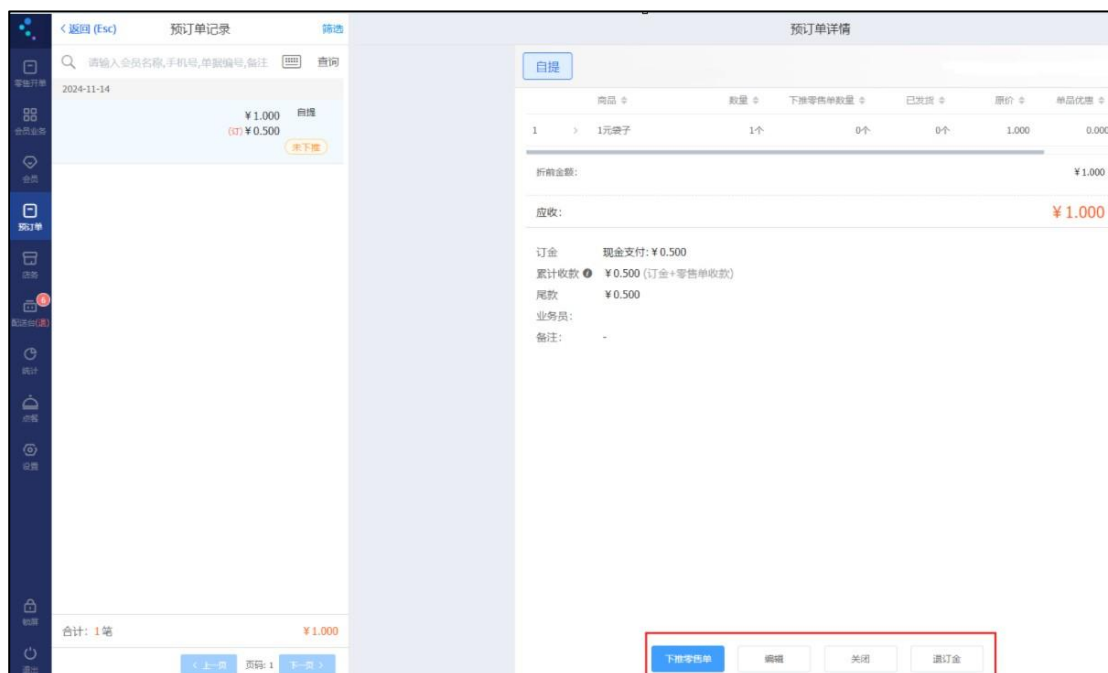 < 返回 (Esc) 预订单记录 筛选
请输入会员名称,手机号,单据编号,备注 查询
2024-11-14
¥1.000 自提
(订) ¥0.500
未下推
合计: 1笔 ¥1.000
< 上一页 页码: 1 下一页 >
零售开单
会员业务
会员
预订单
店务
6
配送台(退)
统计
点餐
设置
锁屏
退出
预订单详情
自提
商品 数量 下推零售单数量 已发货 原价 单品优惠
1 > 1元袋子 1个 0个 0个 1.000 0.000
折前金额: ¥1.000
应收: ¥1.000
订金 现金支付: ¥0.500
累计收款 ¥0.500 (订金+零售单收款)
尾款 ¥0.500
业务员:
备注: -
下推零售单 编辑 关闭 退订金